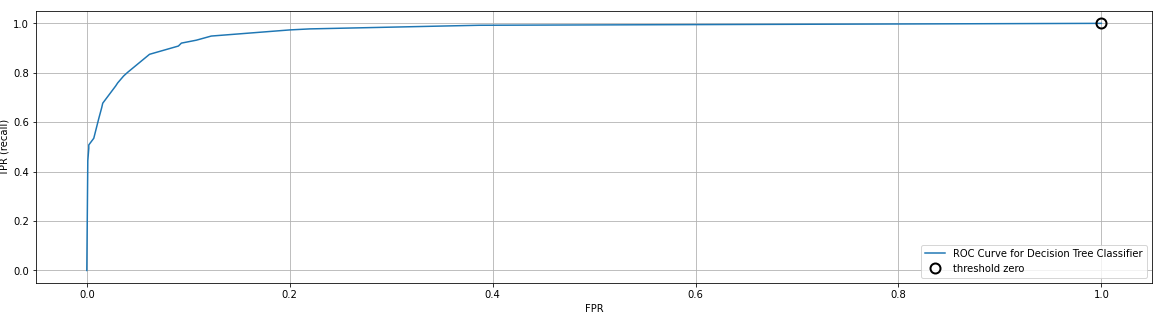 1.0
0.8
0.6
0.4
0.2
0.0
TPR (recall)
0.0 0.2 0.4 0.6 0.8 1.0
FPR
ROC Curve for Decision Tree Classifier
threshold zero